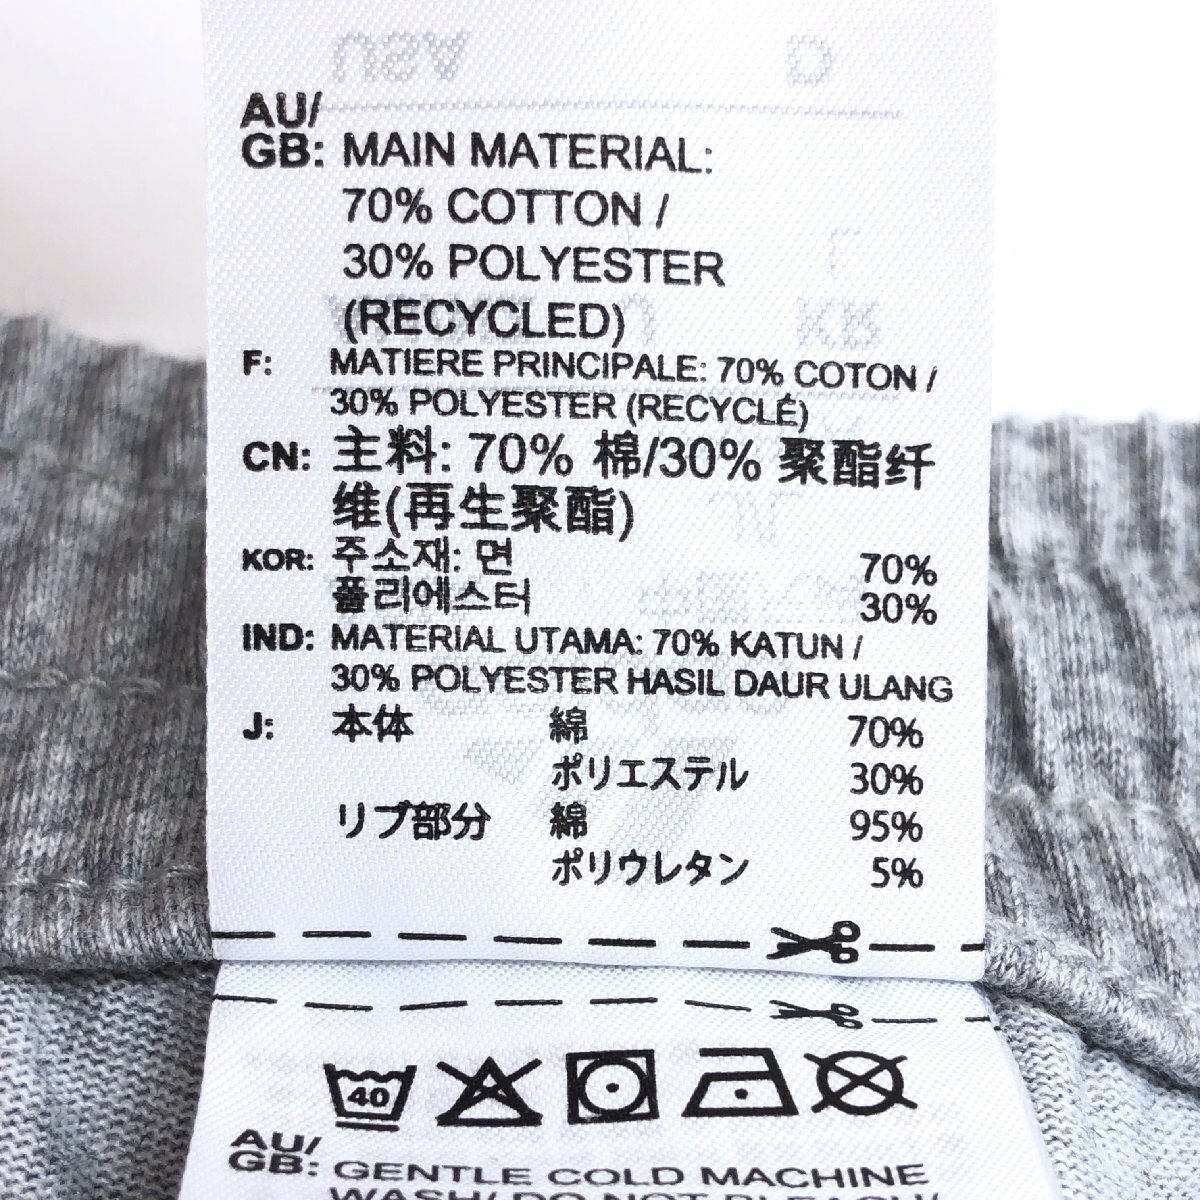 AU/
GB: MAIN MATERIAL:
70% COTTON /
30% POLYESTER
(RECYCLED)
F: MATIERE PRINCIPALE: 70% COTON /
30% POLYESTER (RECYCLÉ)
CN: 主料: 70% 棉/30% 聚酯纤
维(再生聚酯)
KOR: 주소재: 면 70%
폴리에스터 30%
IND: MATERIAL UTAMA: 70% KATUN /
30% POLYESTER HASIL DAUR ULANG
J: 本体 綿 70%
ポリエステル 30%
リブ部分 綿 95%
ポリウレタン 5%
40
AU/
GB: GENTLE COLD MACHINE
WASH/ DO NOT BLEACH/